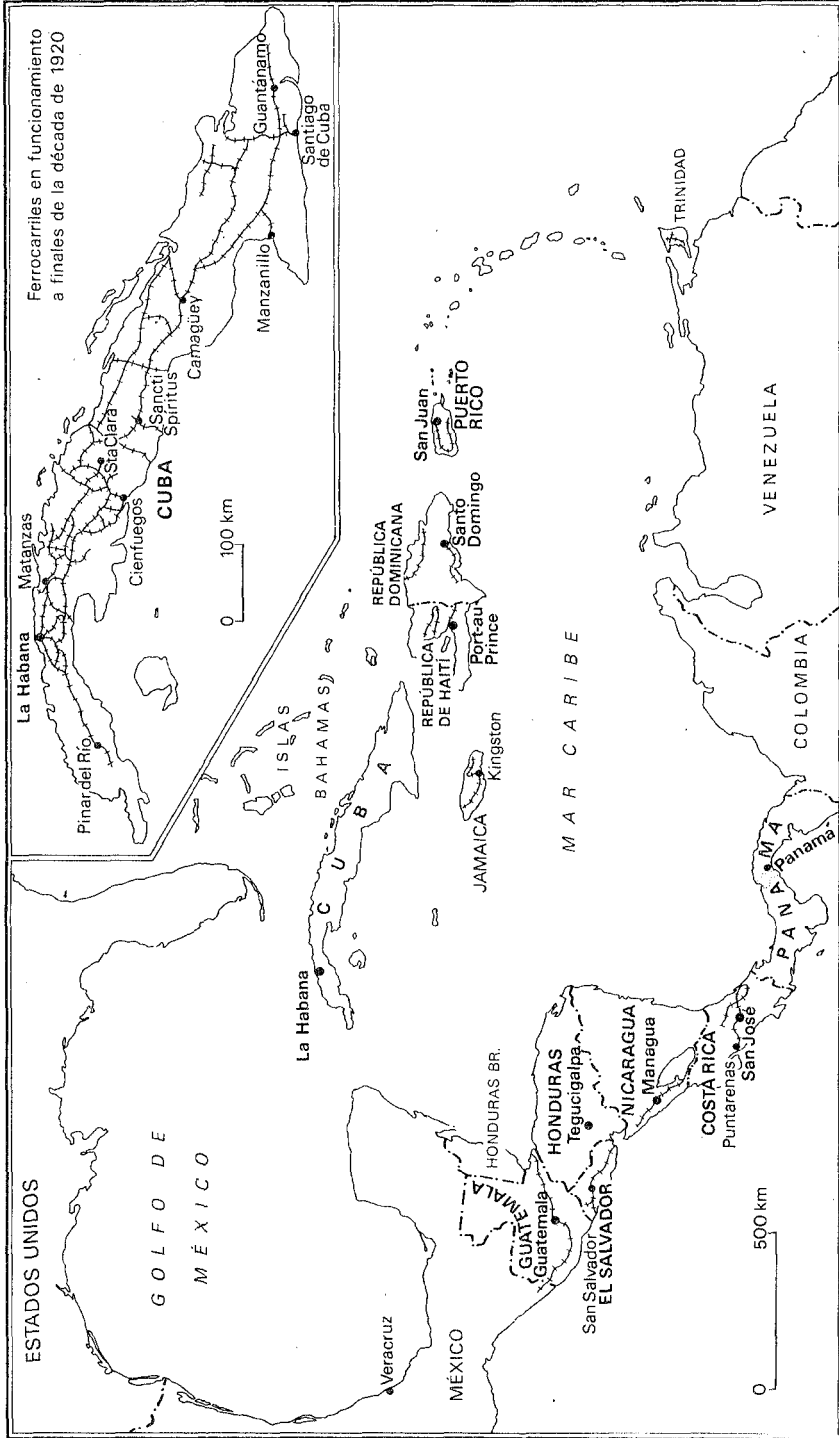 Ferrocarriles en funcionamiento
a finales de la década de 1920
La Habana
Matanzas
Pinar del Río
Sta Clara
Cienfuegos
CUBA
Sancti
Spíritus
Camagüey
Manzanillo
Guantánamo
Santiago
de Cuba
0 100 km
ESTADOS UNIDOS
GOLFO DE
MÉXICO
Veracruz
MÉXICO
La Habana
CUBA
ISLAS
BAHAMAS
JAMAICA
Kingston
REPÚBLICA
DE HAITÍ
Port-au
Prince
REPÚBLICA
DOMINICANA
Santo
Domingo
San Juan
PUERTO
RICO
MAR CARIBE
TRINIDAD
HONDURAS BR.
GUATEMALA
Guatemala
San Salvador
EL SALVADOR
HONDURAS
Tegucigalpa
NICARAGUA
Managua
COSTA RICA
Puntarenas
San José
PANAMÁ
Panamá
COLOMBIA
VENEZUELA
0 500 km